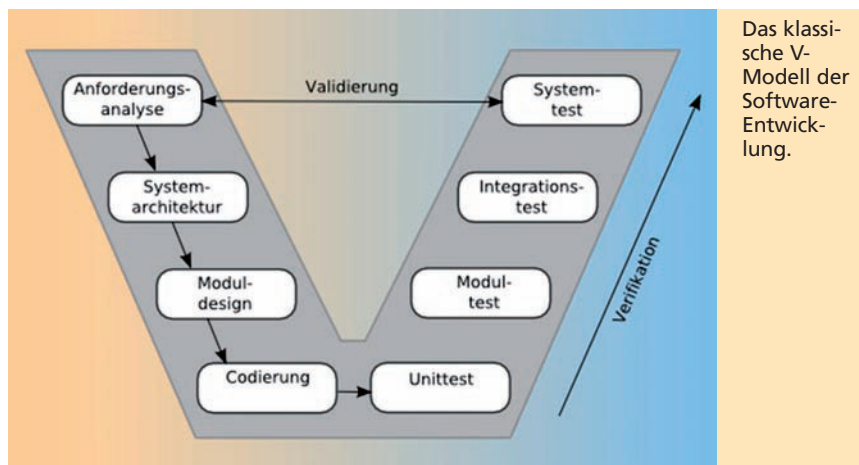 Anforderungs-
analyse
Validierung
System-
test
System-
architektur
Integrations-
test
Modul-
design
Modul-
test
Codierung
Unittest
Verifikation
Das klassi-
sche V-
Modell der
Software-
Entwick-
lung.